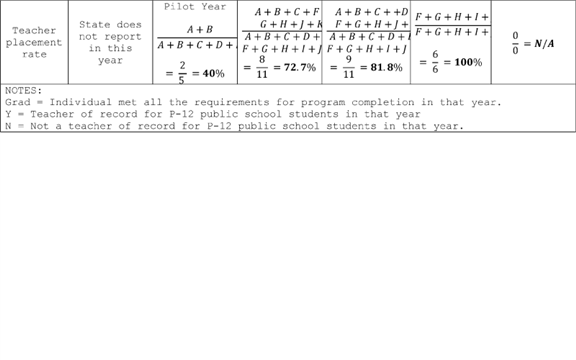 Teacher placement rate
State does not report in this year
Pilot Year
A + B
A + B + C + D +
= 2/5 = 40%
A + B + C + F
G + H + J + K
A + B + C + D +
F + G + H + I + J
= 8/11 = 72.7%
A + B + C + +D
F + G + H + J +
A + B + C + D +
F + G + H + I + J
= 9/11 = 81.8%
F + G + H + I +
F + G + H + I +
= 6/6 = 100%
0/0 = N/A
NOTES:
Grad = Individual met all the requirements for program completion in that year.
Y = Teacher of record for P-12 public school students in that year
N = Not a teacher of record for P-12 public school students in that year.